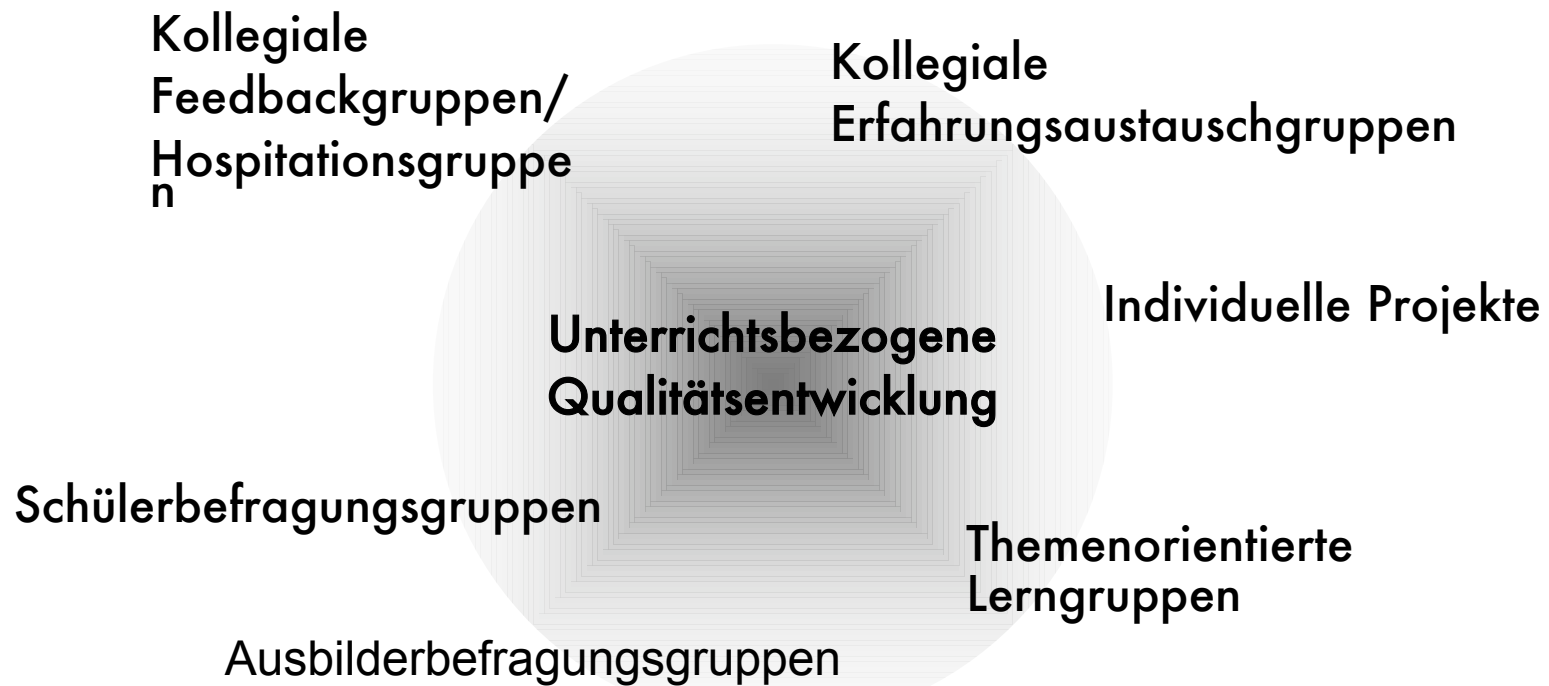 Kollegiale
Feedbackgruppen/
Hospitationsgruppe
n
Kollegiale
Erfahrungsaustauschgruppen
Individuelle Projekte
Unterrichtsbezogene
Qualitätsentwicklung
Schülerbefragungsgruppen
Themenorientierte
Lerngruppen
Ausbilderbefragungsgruppen